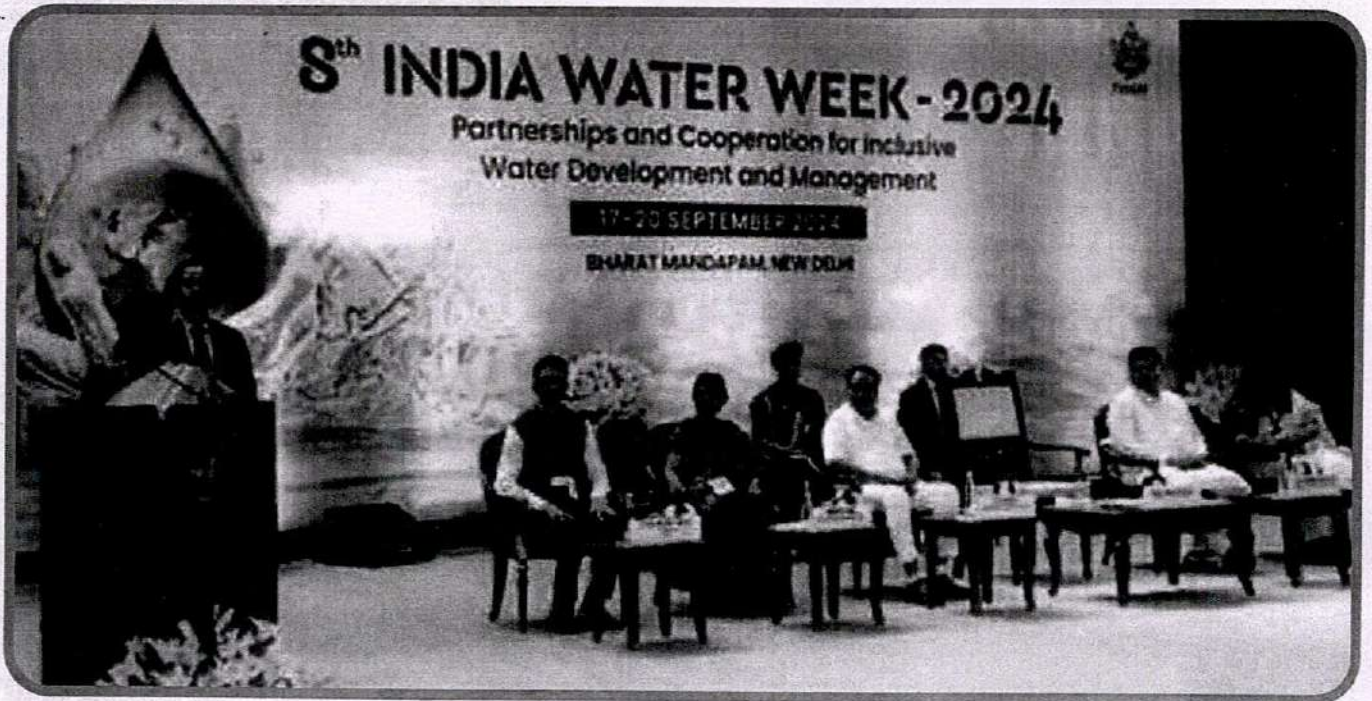 8th INDIA WATER WEEK - 2024
Partnerships and Cooperation for Inclusive
Water Development and Management
17-20 SEPTEMBER 2024
BHARAT MANDAPAM, NEW DELHI